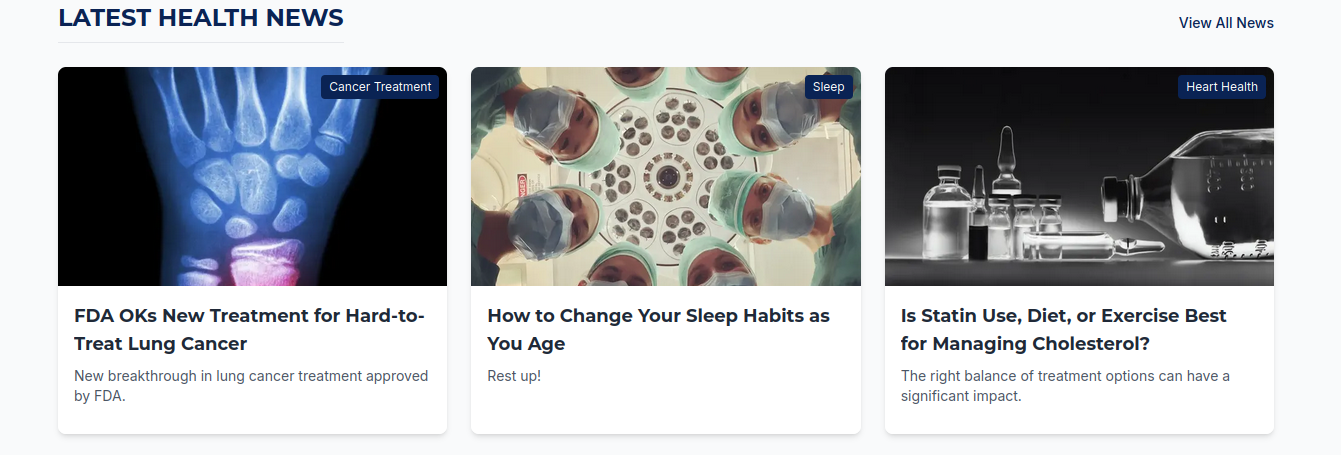 LATEST HEALTH NEWS
View All News
Cancer Treatment
FDA OKs New Treatment for Hard-to-
Treat Lung Cancer
New breakthrough in lung cancer treatment approved
by FDA.
Sleep
How to Change Your Sleep Habits as
You Age
Rest up!
Heart Health
Is Statin Use, Diet, or Exercise Best
for Managing Cholesterol?
The right balance of treatment options can have a
significant impact.